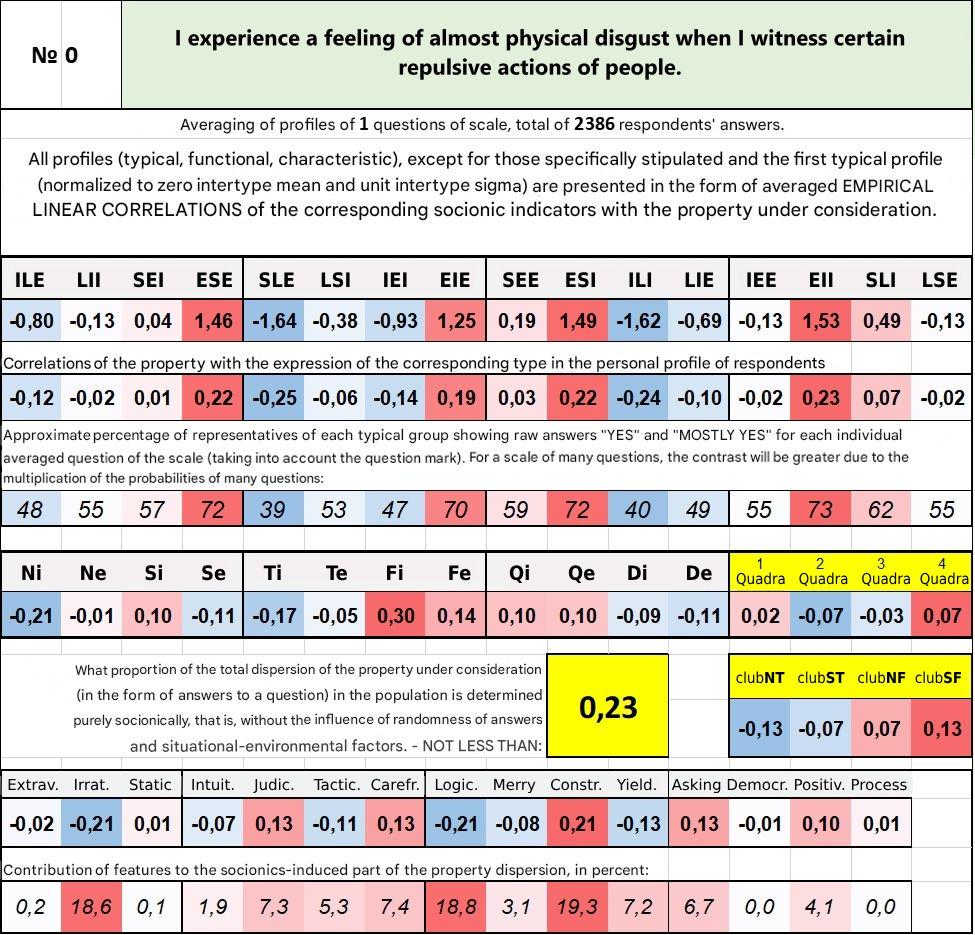 № 0
I experience a feeling of almost physical disgust when I witness certain
repulsive actions of people.
Averaging of profiles of 1 questions of scale, total of 2386 respondents' answers.
All profiles (typical, functional, characteristic), except for those specifically stipulated and the first typical profile
(normalized to zero intertype mean and unit intertype sigma) are presented in the form of averaged EMPIRICAL
LINEAR CORRELATIONS of the corresponding socionic indicators with the property under consideration.
ILE LII SEI ESE SLE LSI IEI EIE SEE ESI ILI LIE IEE EII SLI LSE
-0,80 -0,13 0,04 1,46 -1,64 -0,38 -0,93 1,25 0,19 1,49 -1,62 -0,69 -0,13 1,53 0,49 -0,13
Correlations of the property with the expression of the corresponding type in the personal profile of respondents
-0,12 -0,02 0,01 0,22 -0,25 -0,06 -0,14 0,19 0,03 0,22 -0,24 -0,10 -0,02 0,23 0,07 -0,02
Approximate percentage of representatives of each typical group showing raw answers "YES" and "MOSTLY YES" for each individual
averaged question of the scale (taking into account the question mark). For a scale of many questions, the contrast will be greater due to the
multiplication of the probabilities of many questions:
48 55 57 72 39 53 47 70 59 72 40 49 55 73 62 55
Ni Ne Si Se Ti Te Fi Fe Qi Qe Di De 1 Quadra 2 Quadra 3 Quadra 4 Quadra
-0,21 -0,01 0,10 -0,11 -0,17 -0,05 0,30 0,14 0,10 0,10 -0,09 -0,11 0,02 -0,07 -0,03 0,07
What proportion of the total dispersion of the property under consideration
(in the form of answers to a question) in the population is determined
purely socionically, that is, without the influence of randomness of answers
and situational-environmental factors. - NOT LESS THAN:
0,23
clubNT clubST clubNF clubSF
-0,13 -0,07 0,07 0,13
Extrav. Irrat. Static Intuit. Judic. Tactic. Carefr. Logic. Merry Constr. Yield. Asking Democr. Positiv. Process
-0,02 -0,21 0,01 -0,07 0,13 -0,11 0,13 -0,21 -0,08 0,21 -0,13 0,13 -0,01 0,10 0,01
Contribution of features to the socionics-induced part of the property dispersion, in percent:
0,2 18,6 0,1 1,9 7,3 5,3 7,4 18,8 3,1 19,3 7,2 6,7 0,0 4,1 0,0